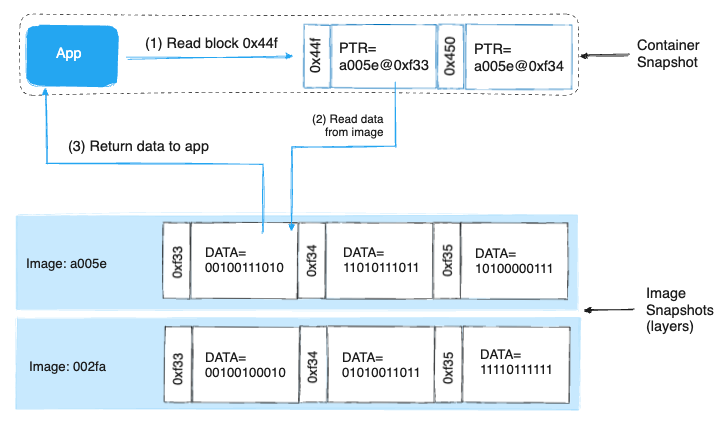 App
(1) Read block 0x44f
0x44f
PTR=
a005e@0xf33
0x450
PTR=
a005e@0xf34
Container
Snapshot
(2) Read data
from image
(3) Return data to app
Image: a005e
0xf33
DATA=
00100111010
0xf34
DATA=
11010111011
0xf35
DATA=
10100000111
Image
Snapshots
(layers)
Image: 002fa
0xf33
DATA=
00100100010
0xf34
DATA=
01010011011
0xf35
DATA=
11110111111